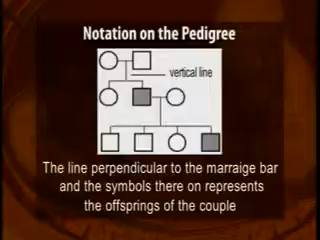 Notation on the Pedigree
vertical line
The line perpendicular to the marraige bar
and the symbols there on represents
the offsprings of the couple